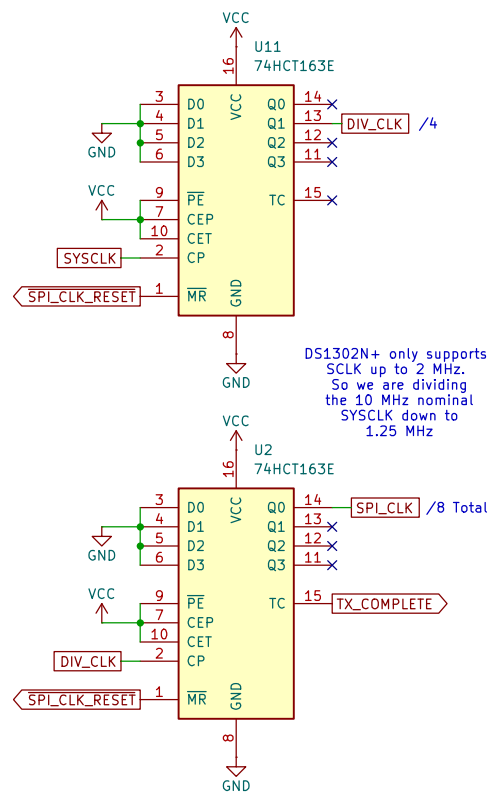 VCC
U11
74HCT163E
16
VCC
3 D0 Q0 14
4 D1 Q1 13 DIV_CLK /4
GND
5 D2 Q2 12
6 D3 Q3 11
VCC
9 PE TC 15
7 CEP
10 CET
SYSCLK 2 CP
SPI_CLK_RESET 1 MR
GND
8
GND
DS1302N+ only supports
SCLK up to 2 MHz.
So we are dividing
the 10 MHz nominal
SYSCLK down to
1.25 MHz
VCC
U2
74HCT163E
16
VCC
3 D0 Q0 14 SPI_CLK /8 Total
4 D1 Q1 13
GND
5 D2 Q2 12
6 D3 Q3 11
VCC
9 PE TC 15 TX_COMPLETE
7 CEP
10 CET
DIV_CLK 2 CP
SPI_CLK_RESET 1 MR
GND
8
GND